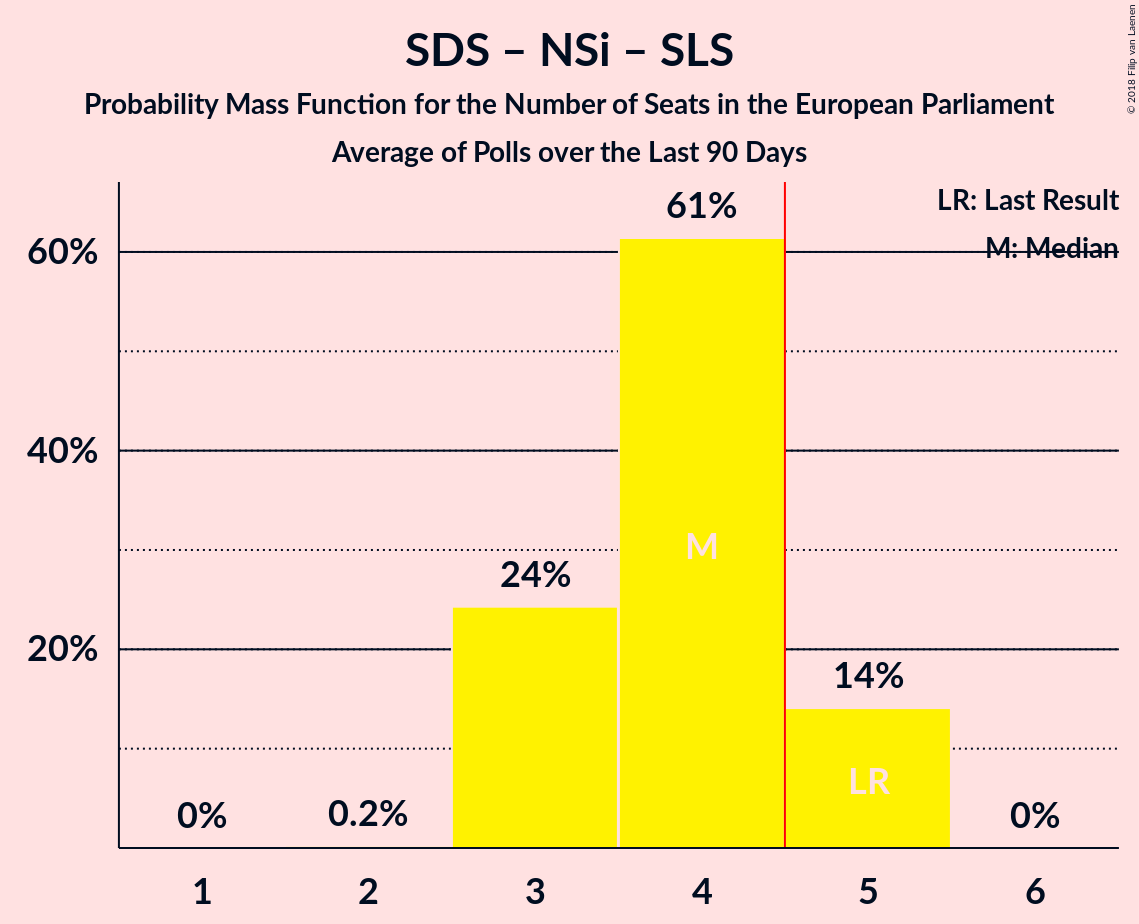 SDS – NSi – SLS
Probability Mass Function for the Number of Seats in the European Parliament
Average of Polls over the Last 90 Days
© 2018 Filip van Laenen
LR: Last Result
M: Median
60%
40%
20%
0%
0.2%
24%
61%
14%
0%
M
LR
1 2 3 4 5 6